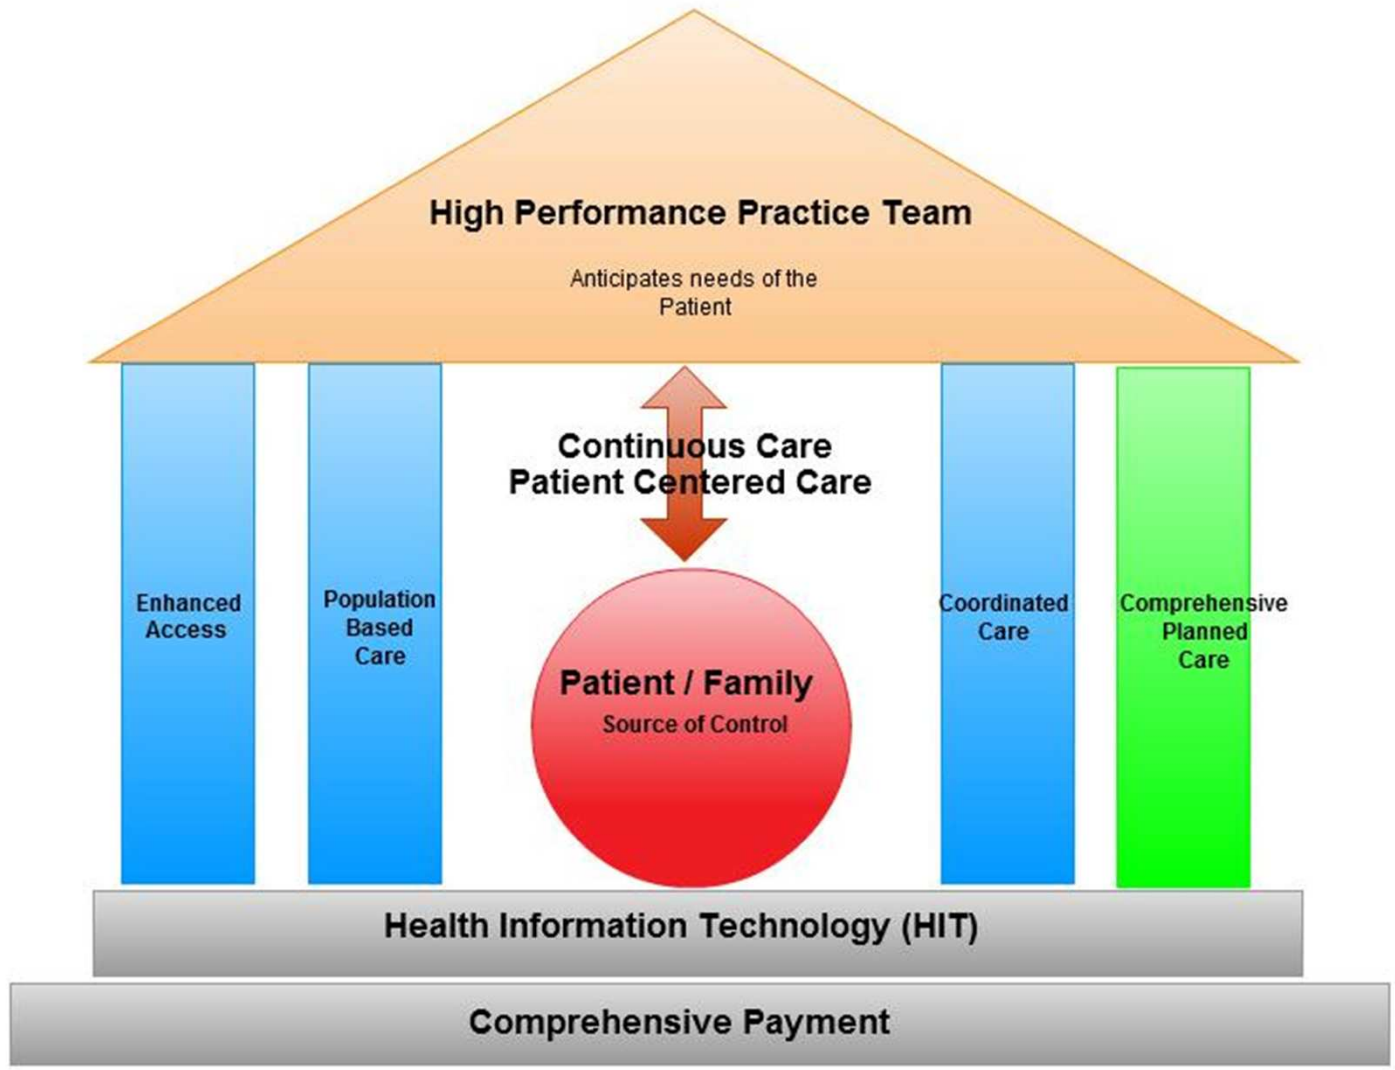 High Performance Practice Team
Anticipates needs of the
Patient
Continuous Care
Patient Centered Care
Enhanced
Access
Population
Based
Care
Patient / Family
Source of Control
Coordinated
Care
Comprehensive
Planned
Care
Health Information Technology (HIT)
Comprehensive Payment